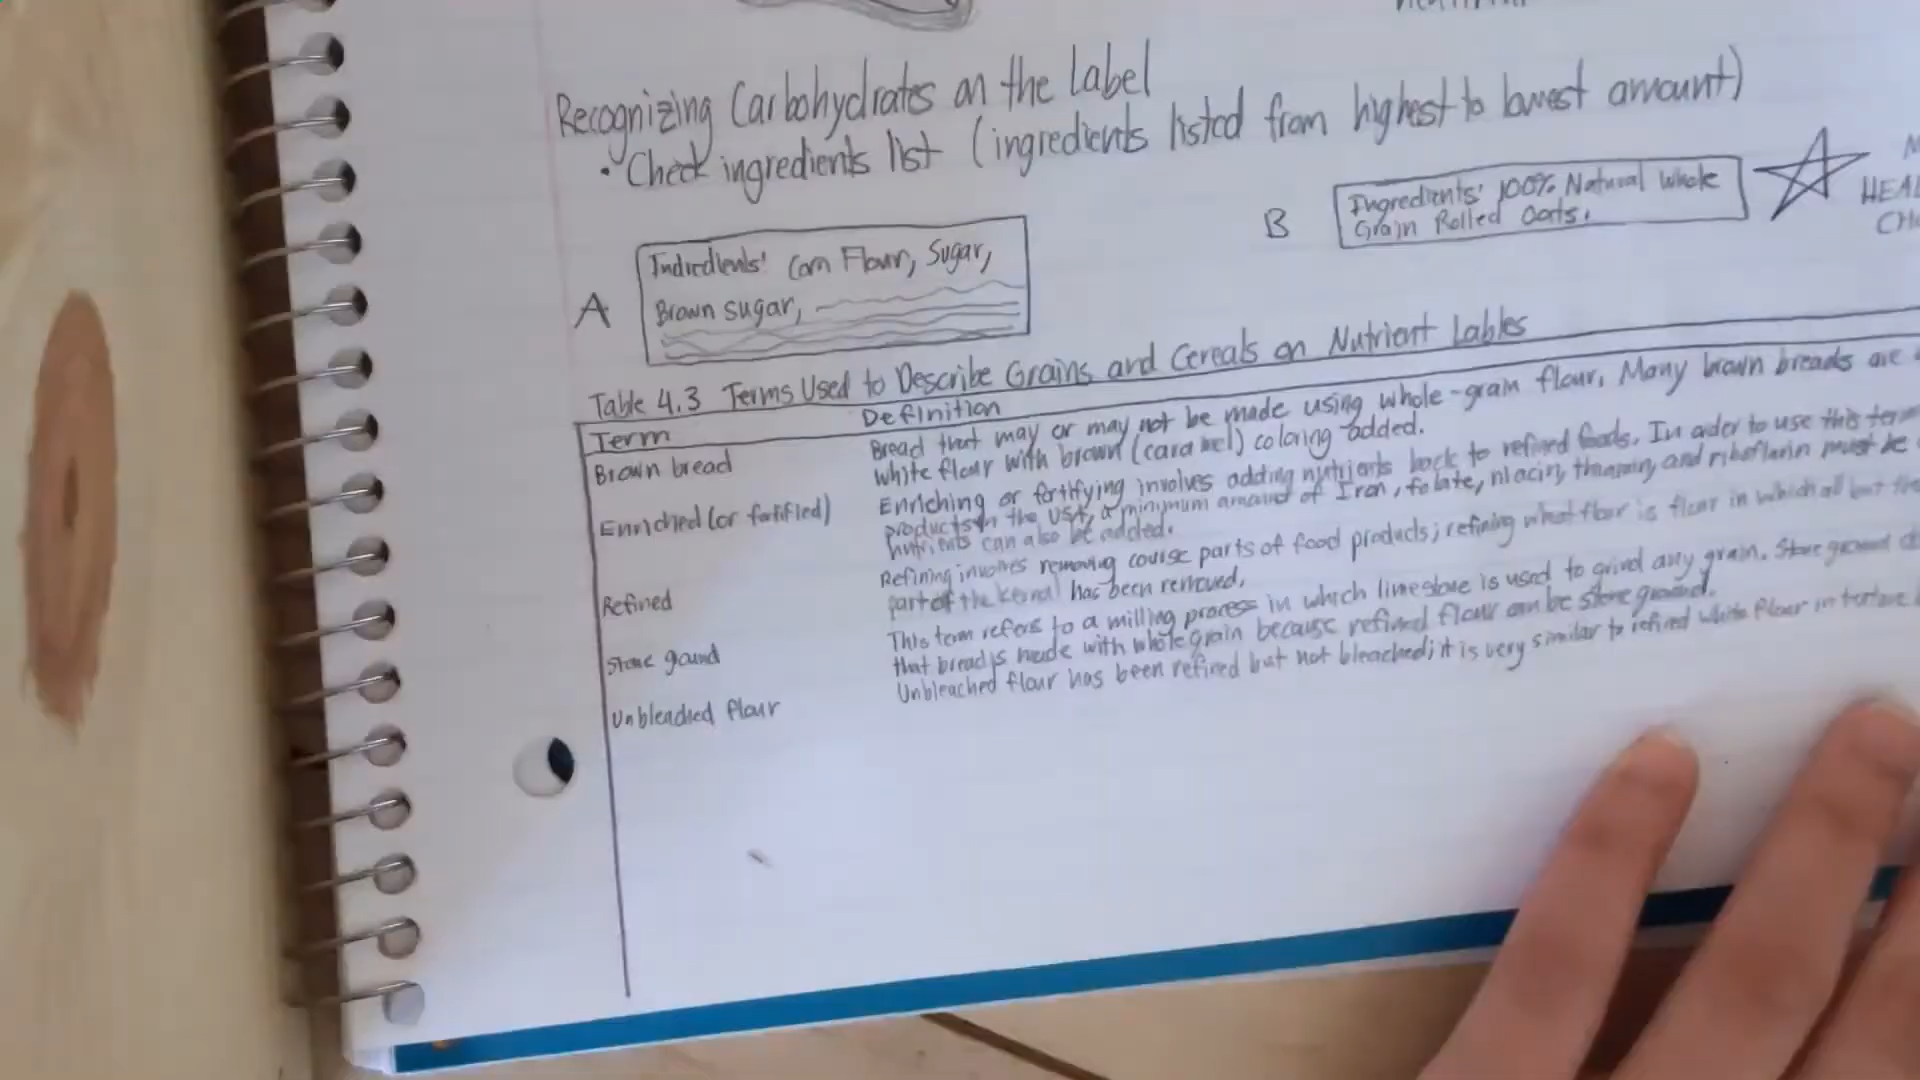 Recognizing Carbohydrates on the label
• Check ingredients list (ingredients listed from highest to lowest amount)
A
Indredients: Corn Flour, Sugar,
Brown sugar,
B
Ingredients: 100% Natural Whole
Grain Rolled Oats.
HEAL
Table 4.3 Terms Used to Describe Grains and Cereals on Nutrient Lables
Term Definition
Brown bread Bread that may or may not be made using whole-grain flour. Many brown breads are
white flour with brown (caramel) coloring added.
Enriched (or fortified) Enriching or fortifying involves adding nutrients back to refined foods. In order to use this term
products in the USA, a minymum amount of Iron, folate, niacin, thiamin, and riboflavin must be
nutrients can also be added.
Refined Refining involves removing course parts of food products; refining wheat flour is flour in which all but the
part of the kernal has been removed.
Stone gound This term refers to a milling process in which limestone is used to grind any grain. Stone ground
that bread is made with whole grain because refined flour can be stone ground.
Unbleached flour Unbleached flour has been refined but not bleached; it is very similar to refined white flour in texture